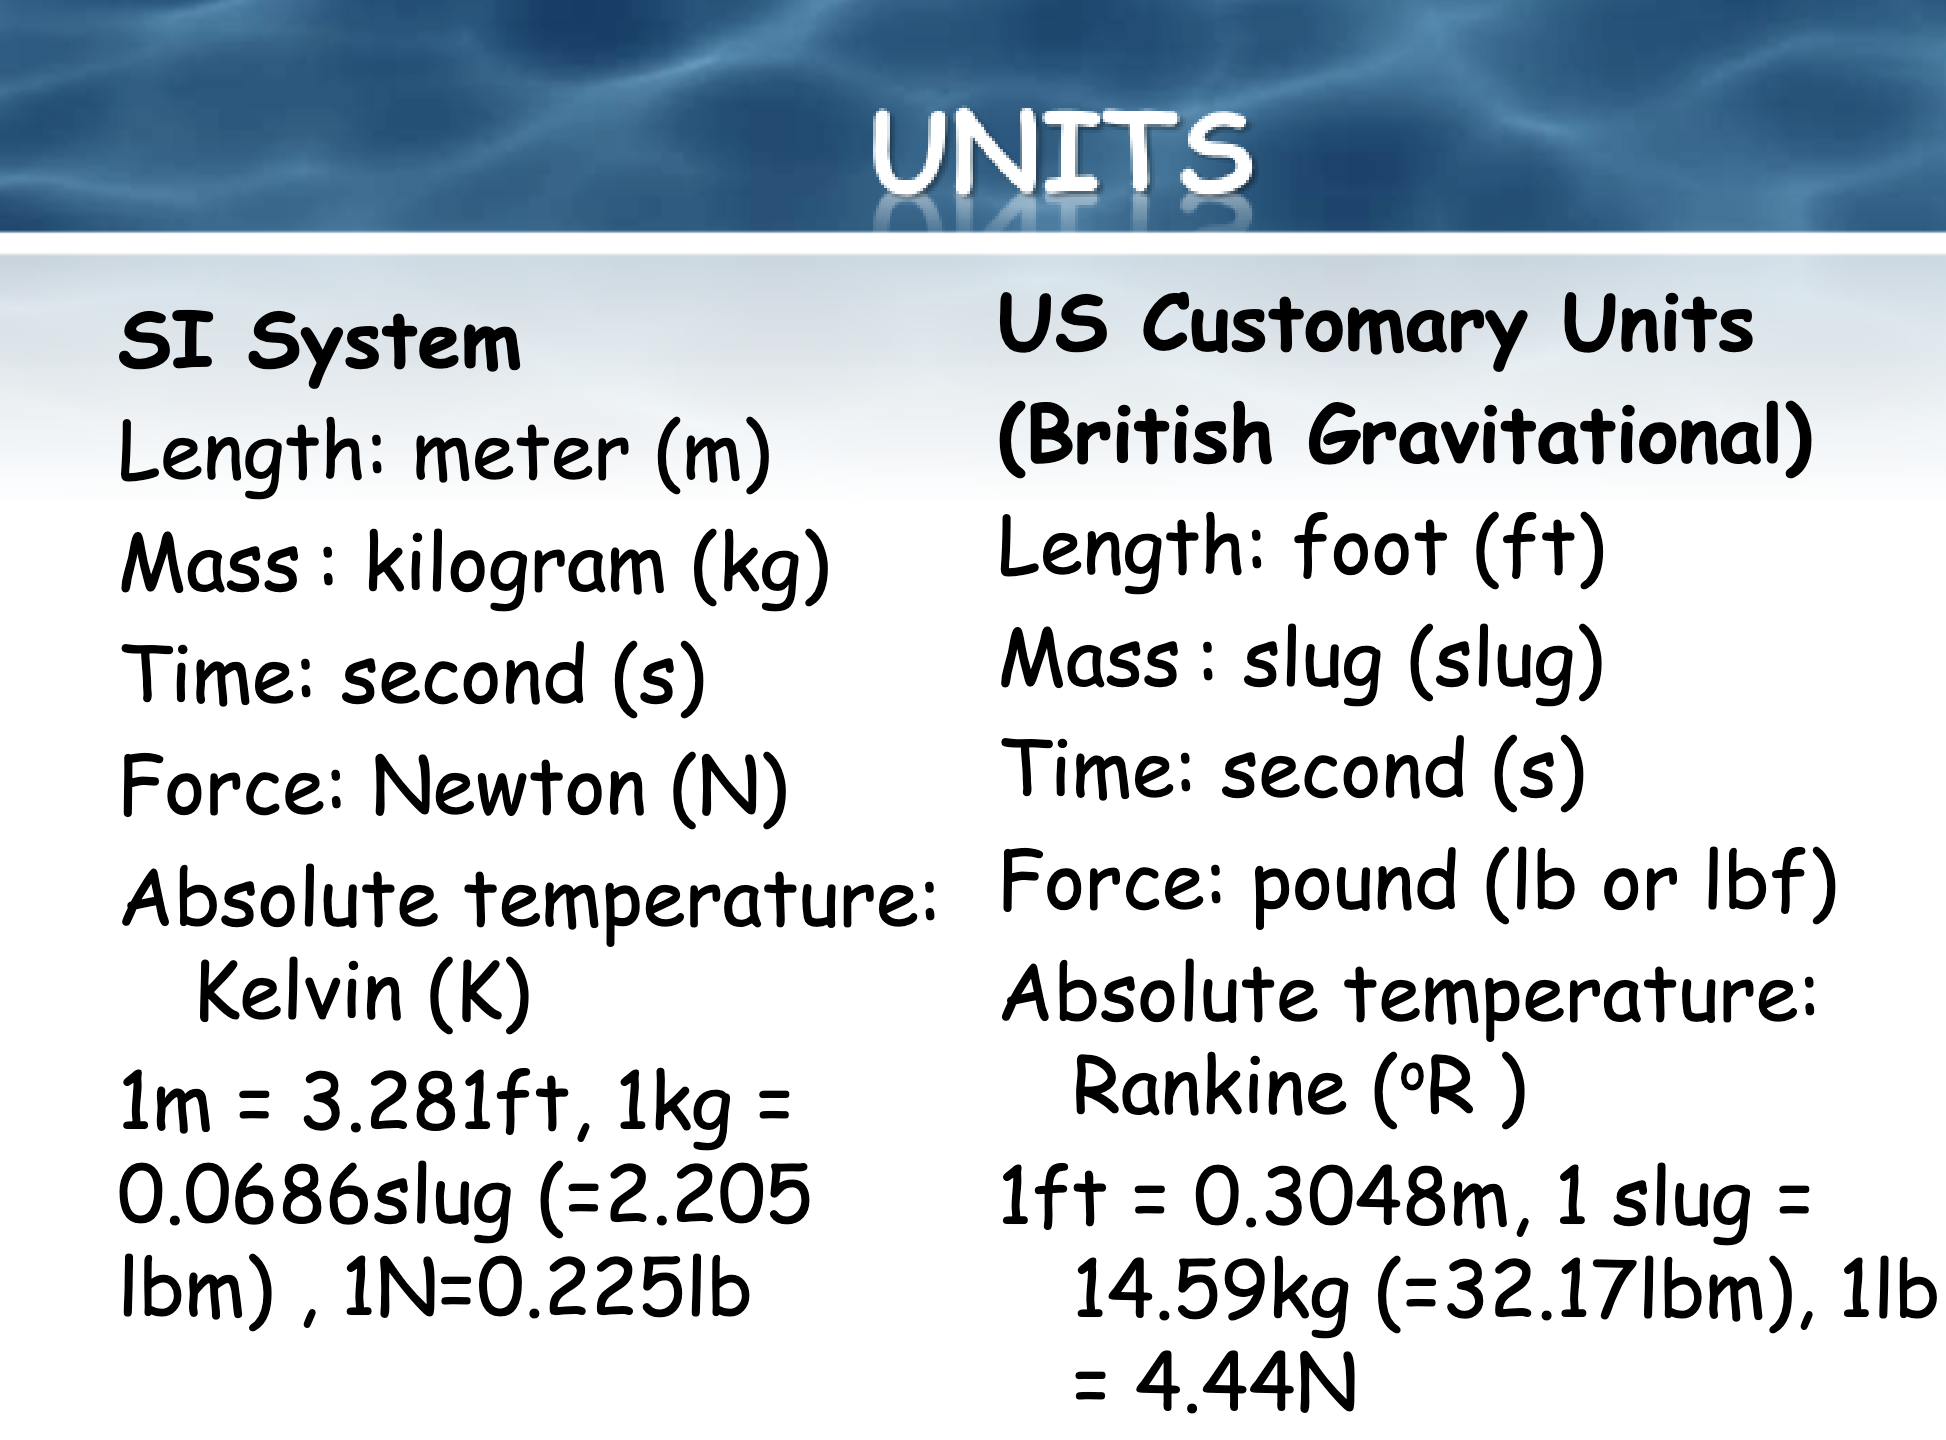 UNITS
SI System
Length: meter (m)
Mass : kilogram (kg)
Time: second (s)
Force: Newton (N)
Absolute temperature:
Kelvin (K)
1m = 3.281ft, 1kg =
0.0686slug (=2.205
lbm) , 1N=0.225lb
US Customary Units
(British Gravitational)
Length: foot (ft)
Mass : slug (slug)
Time: second (s)
Force: pound (lb or lbf)
Absolute temperature:
Rankine (ºR )
1ft = 0.3048m, 1 slug =
14.59kg (=32.17lbm), 1lb
= 4.44N